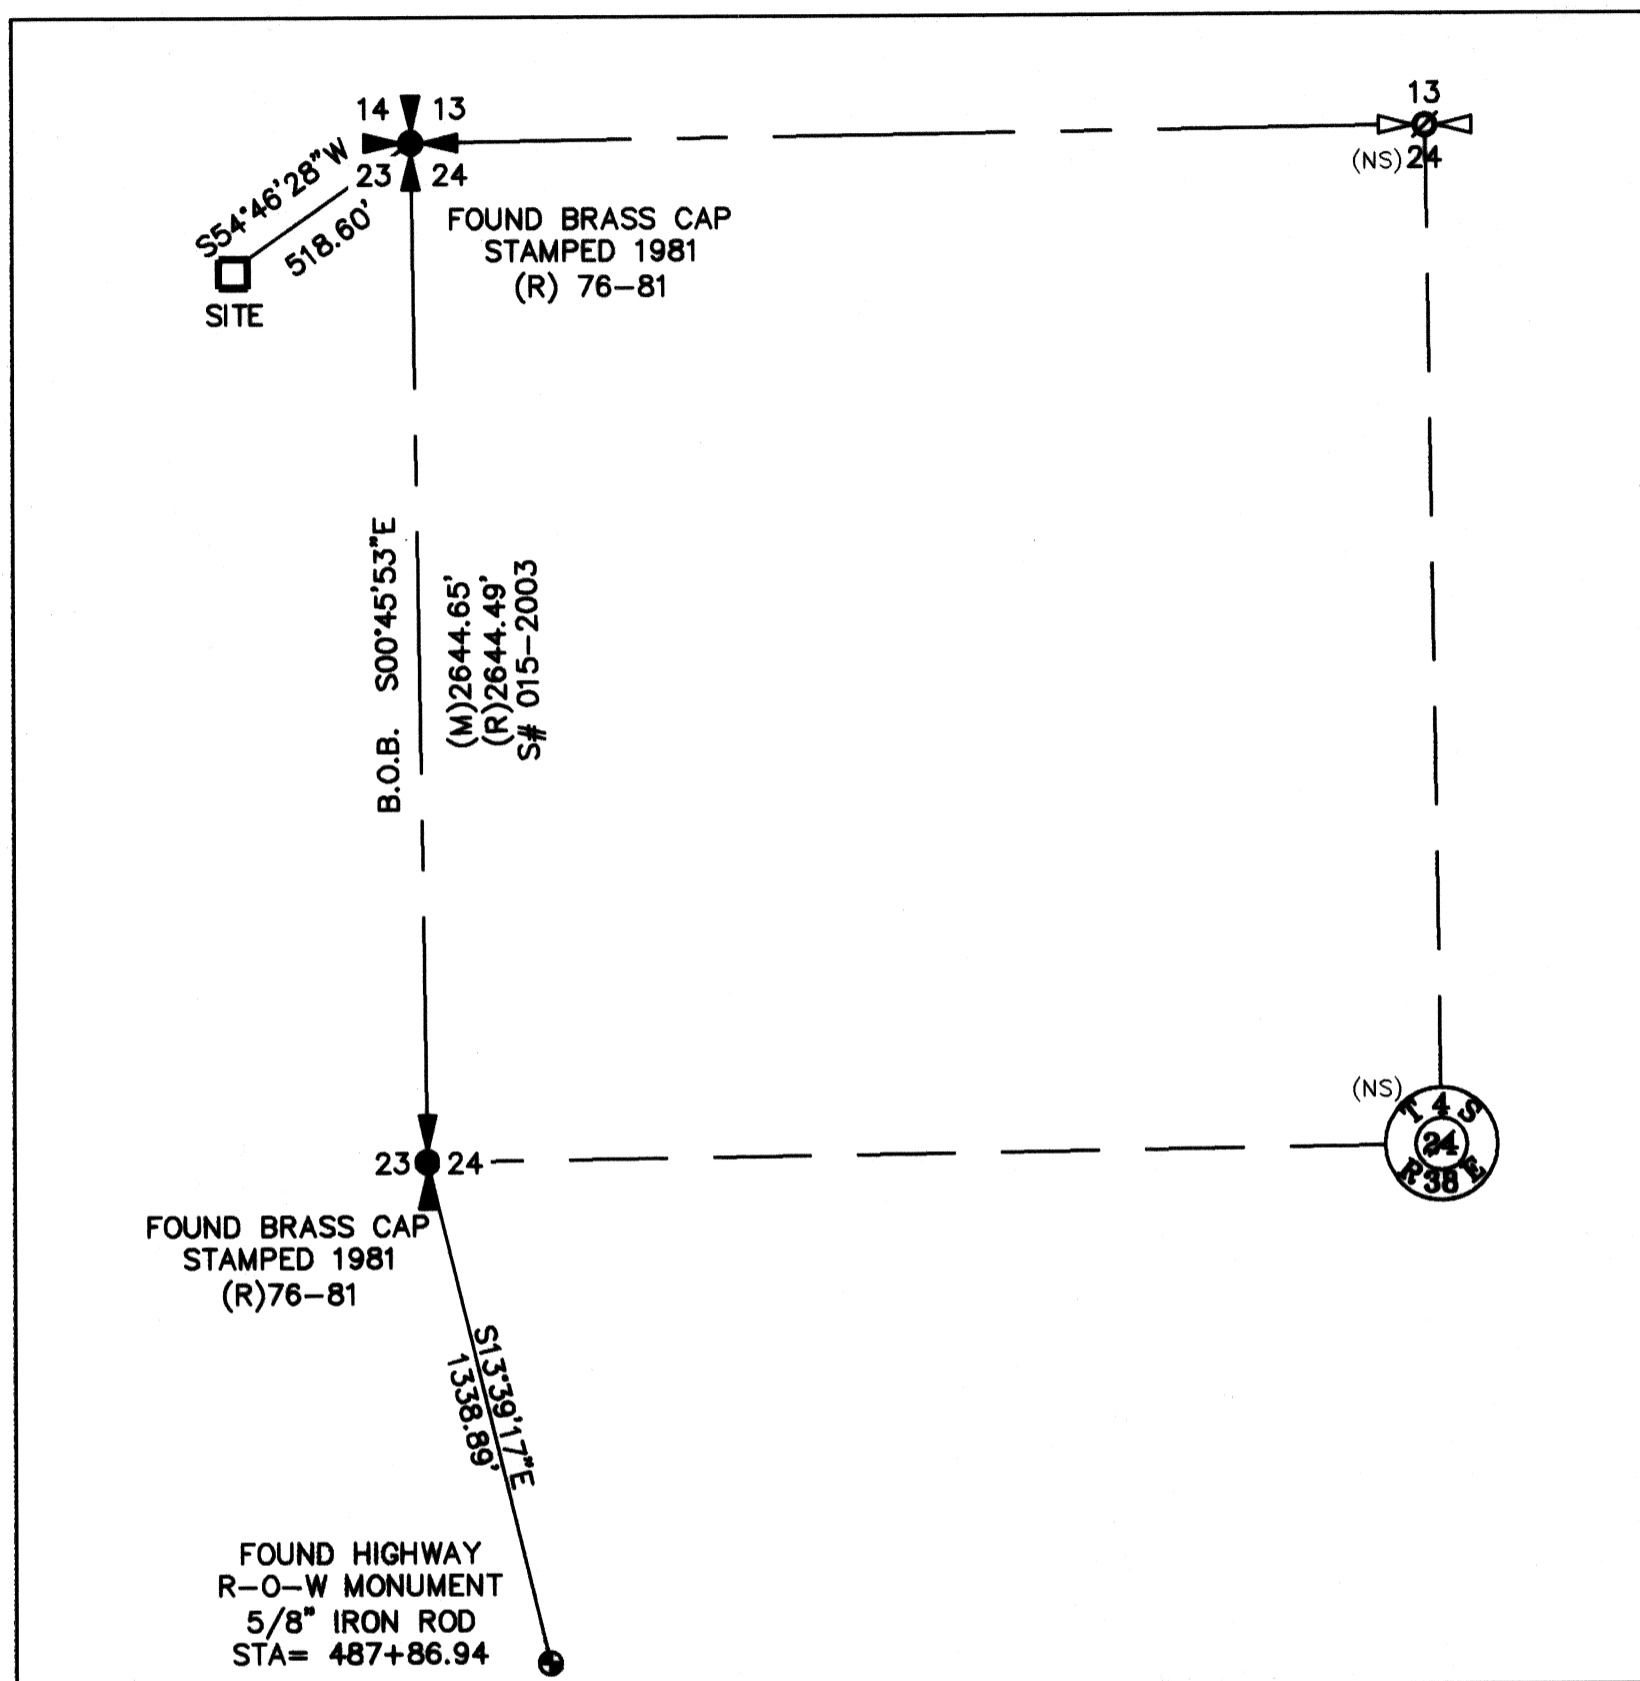 14 13
23 24
S54°46'28"W
518.60'
SITE
FOUND BRASS CAP
STAMPED 1981
(R) 76-81
13
(NS) 24
B.O.B. S00°45'53"E
(M)2644.65'
(R)2644.49'
S# 015-2003
(NS)
T 4 S
24
R38E
23 24
FOUND BRASS CAP
STAMPED 1981
(R)76-81
S13°39'17"E
1338.89'
FOUND HIGHWAY
R-O-W MONUMENT
5/8" IRON ROD
STA= 487+86.94